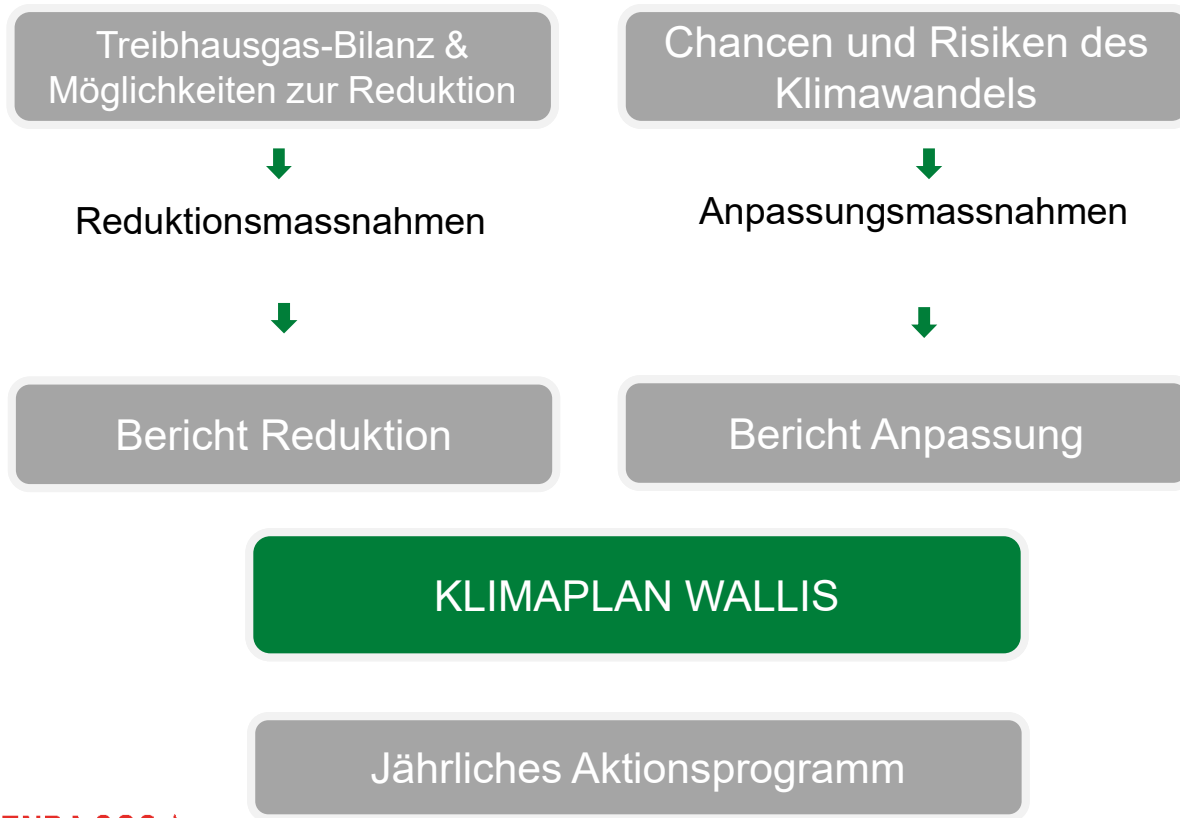 Treibhausgas-Bilanz &
Möglichkeiten zur Reduktion
Chancen und Risiken des
Klimawandels
Reduktionsmassnahmen
Anpassungsmassnahmen
Bericht Reduktion
Bericht Anpassung
KLIMAPLAN WALLIS
Jährliches Aktionsprogramm